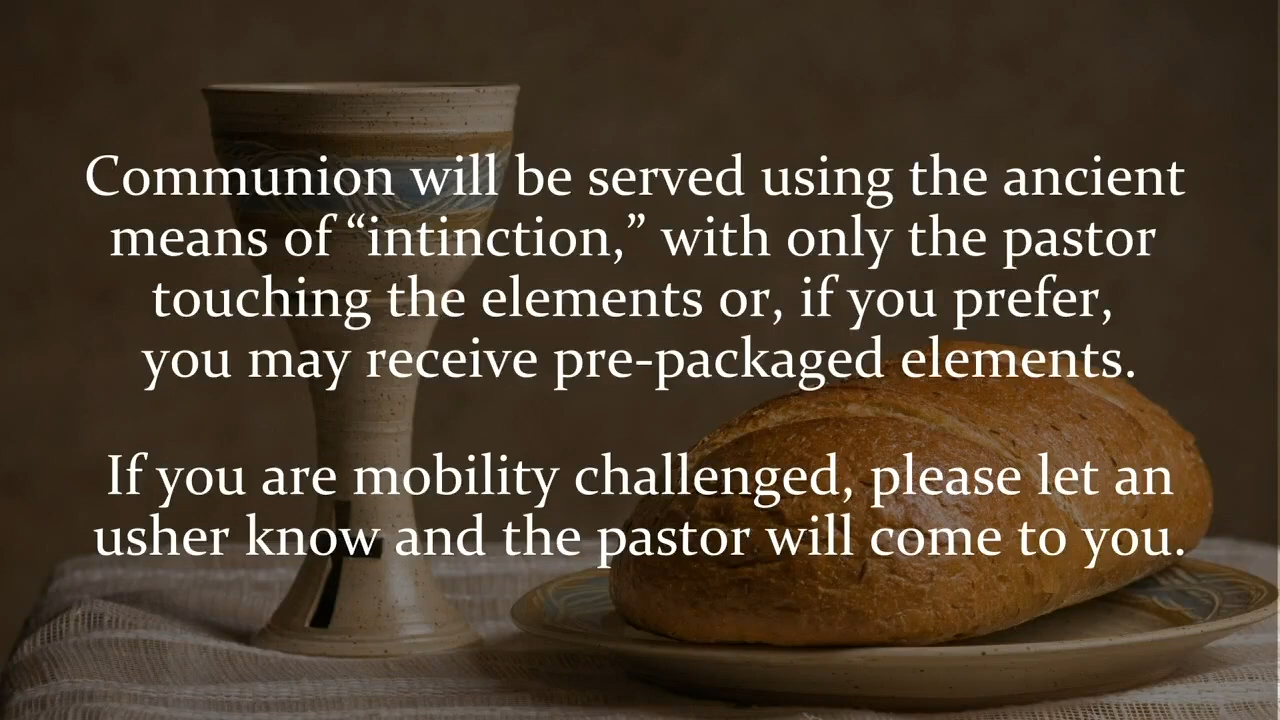 Communion will be served using the ancient
means of “intinction,” with only the pastor
touching the elements or, if you prefer,
you may receive pre-packaged elements.
If you are mobility challenged, please let an
usher know and the pastor will come to you.